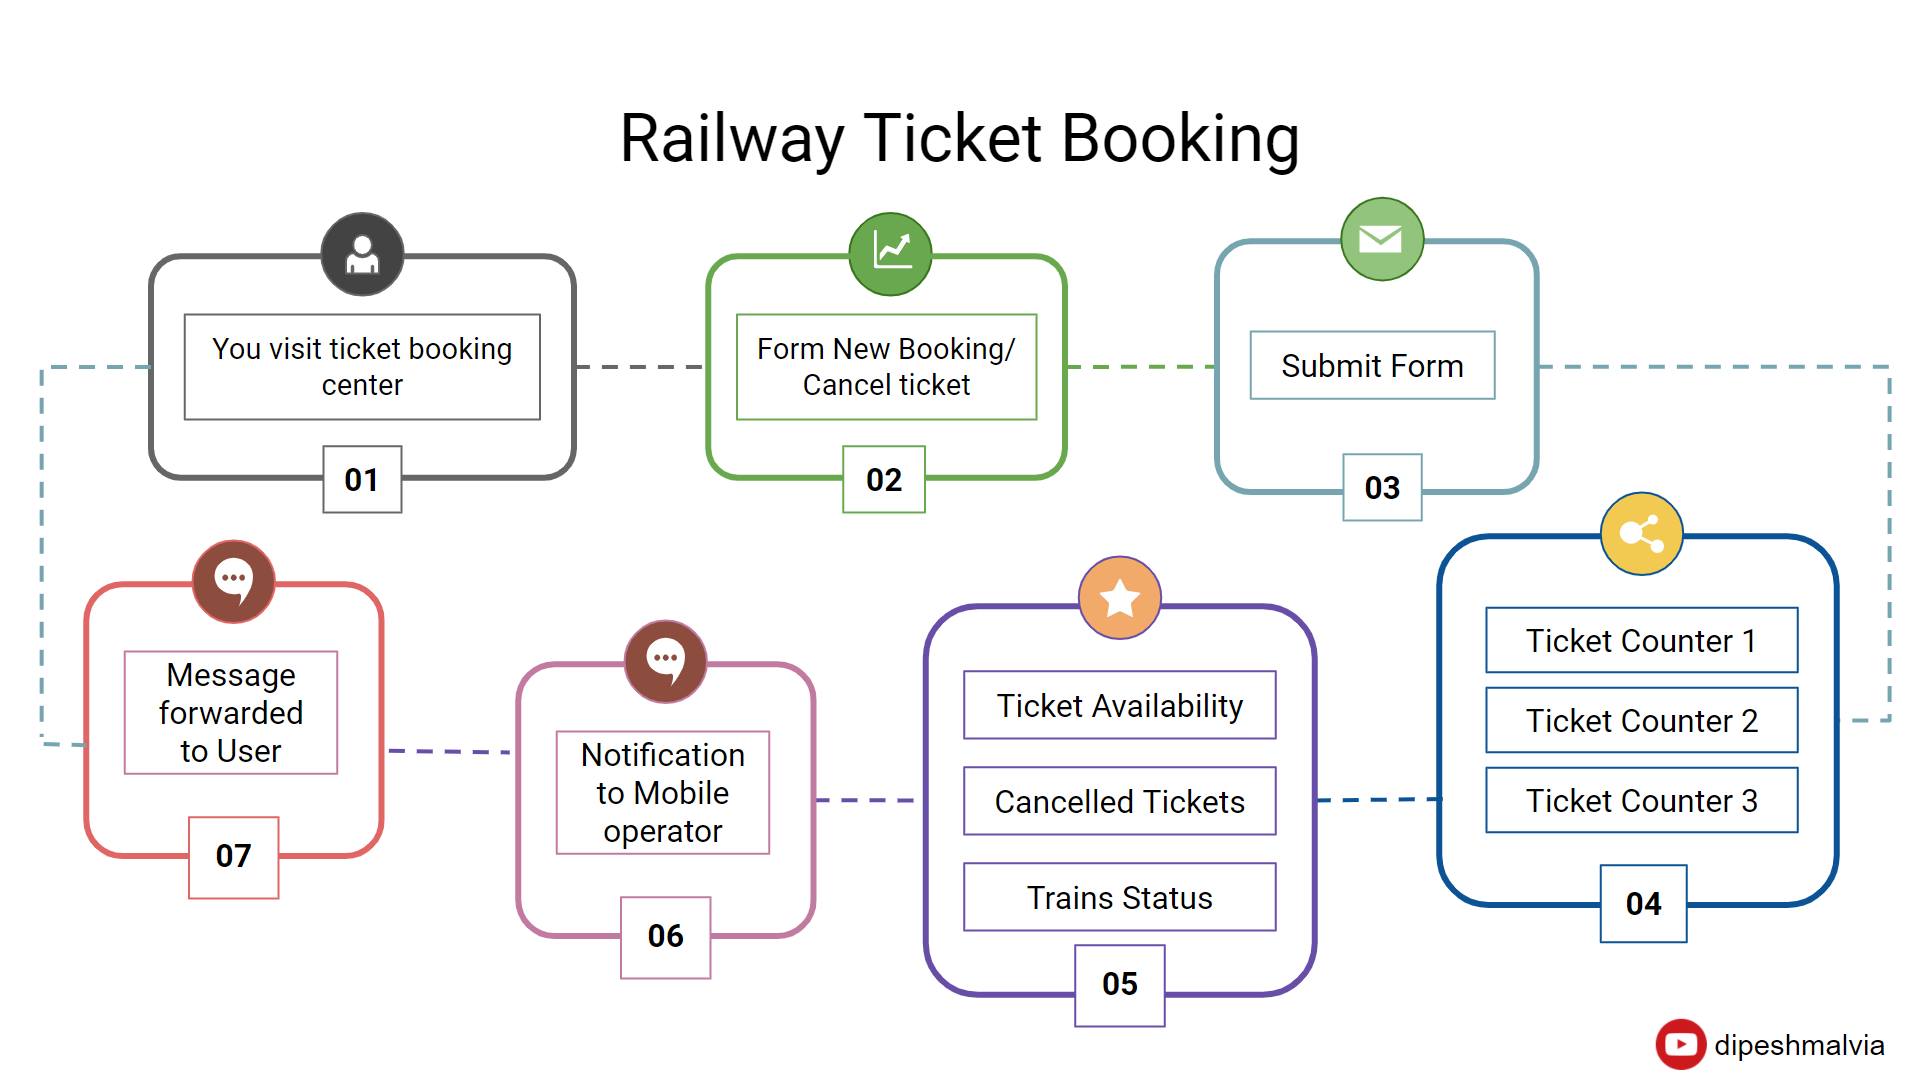 Railway Ticket Booking
You visit ticket booking
center
01
Form New Booking/
Cancel ticket
02
Submit Form
03
Ticket Counter 1
Ticket Counter 2
Ticket Counter 3
04
Ticket Availability
Cancelled Tickets
Trains Status
05
Notification
to Mobile
operator
06
Message
forwarded
to User
07
dipeshmalvia